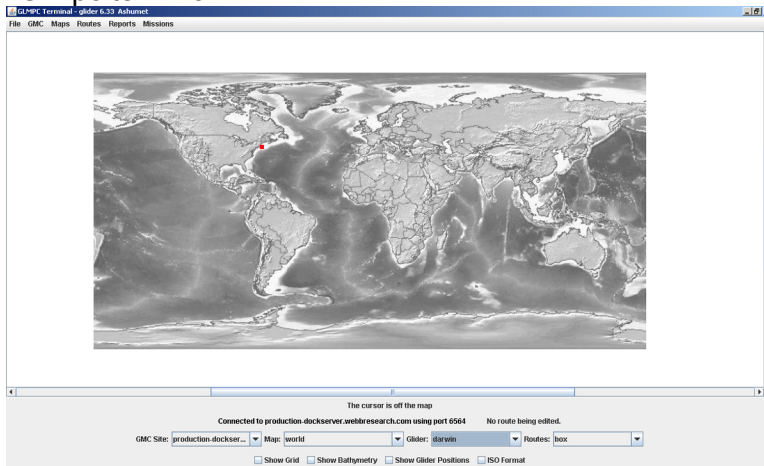 GLMPC Terminal - glider 6.33 Ashumet
File GMC Maps Routes Reports Missions
The cursor is off the map
Connected to production-dockserver.webbresearch.com using port 6564 No route being edited.
GMC Site: production-dockser... Map: world Glider: darwin Routes: box
Show Grid Show Bathymetry Show Glider Positions ISO Format